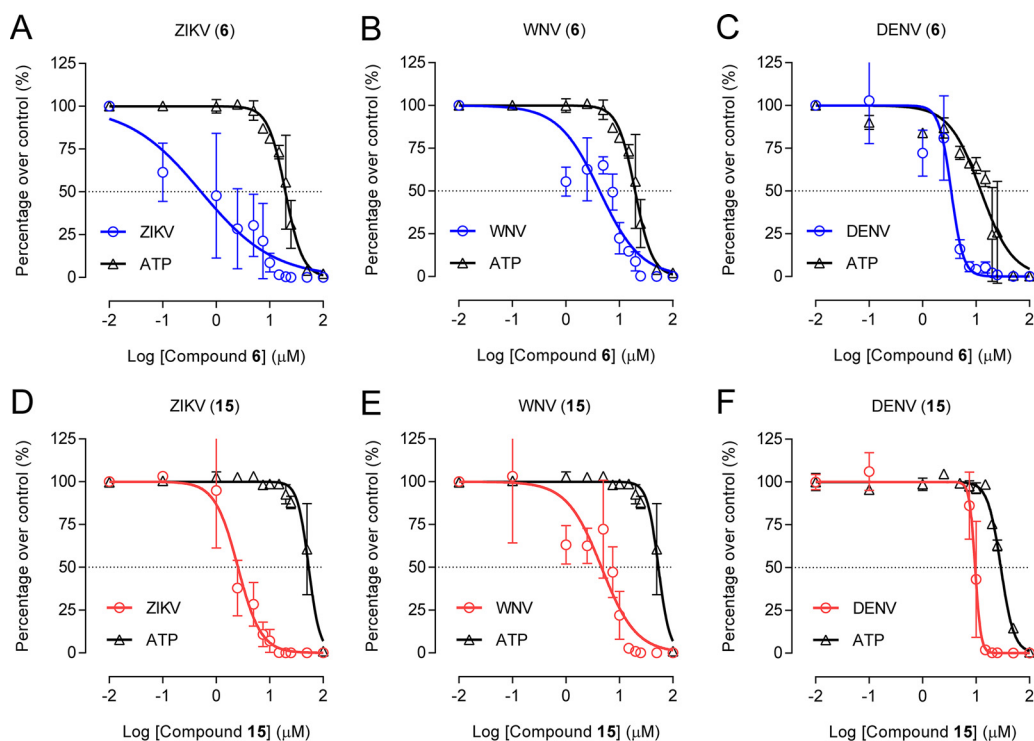 A
ZIKV (6)
Percentage over control (%)
125
100
75
50
25
0
ZIKV
ATP
-2 -1 0 1 2
Log [Compound 6] (μM)
B
WNV (6)
Percentage over control (%)
125
100
75
50
25
0
WNV
ATP
-2 -1 0 1 2
Log [Compound 6] (μM)
C
DENV (6)
Percentage over control (%)
125
100
75
50
25
0
DENV
ATP
-2 -1 0 1 2
Log [Compound 6] (μM)
D
ZIKV (15)
Percentage over control (%)
125
100
75
50
25
0
ZIKV
ATP
-2 -1 0 1 2
Log [Compound 15] (μM)
E
WNV (15)
Percentage over control (%)
125
100
75
50
25
0
WNV
ATP
-2 -1 0 1 2
Log [Compound 15] (μM)
F
DENV (15)
Percentage over control (%)
125
100
75
50
25
0
DENV
ATP
-2 -1 0 1 2
Log [Compound 15] (μM)